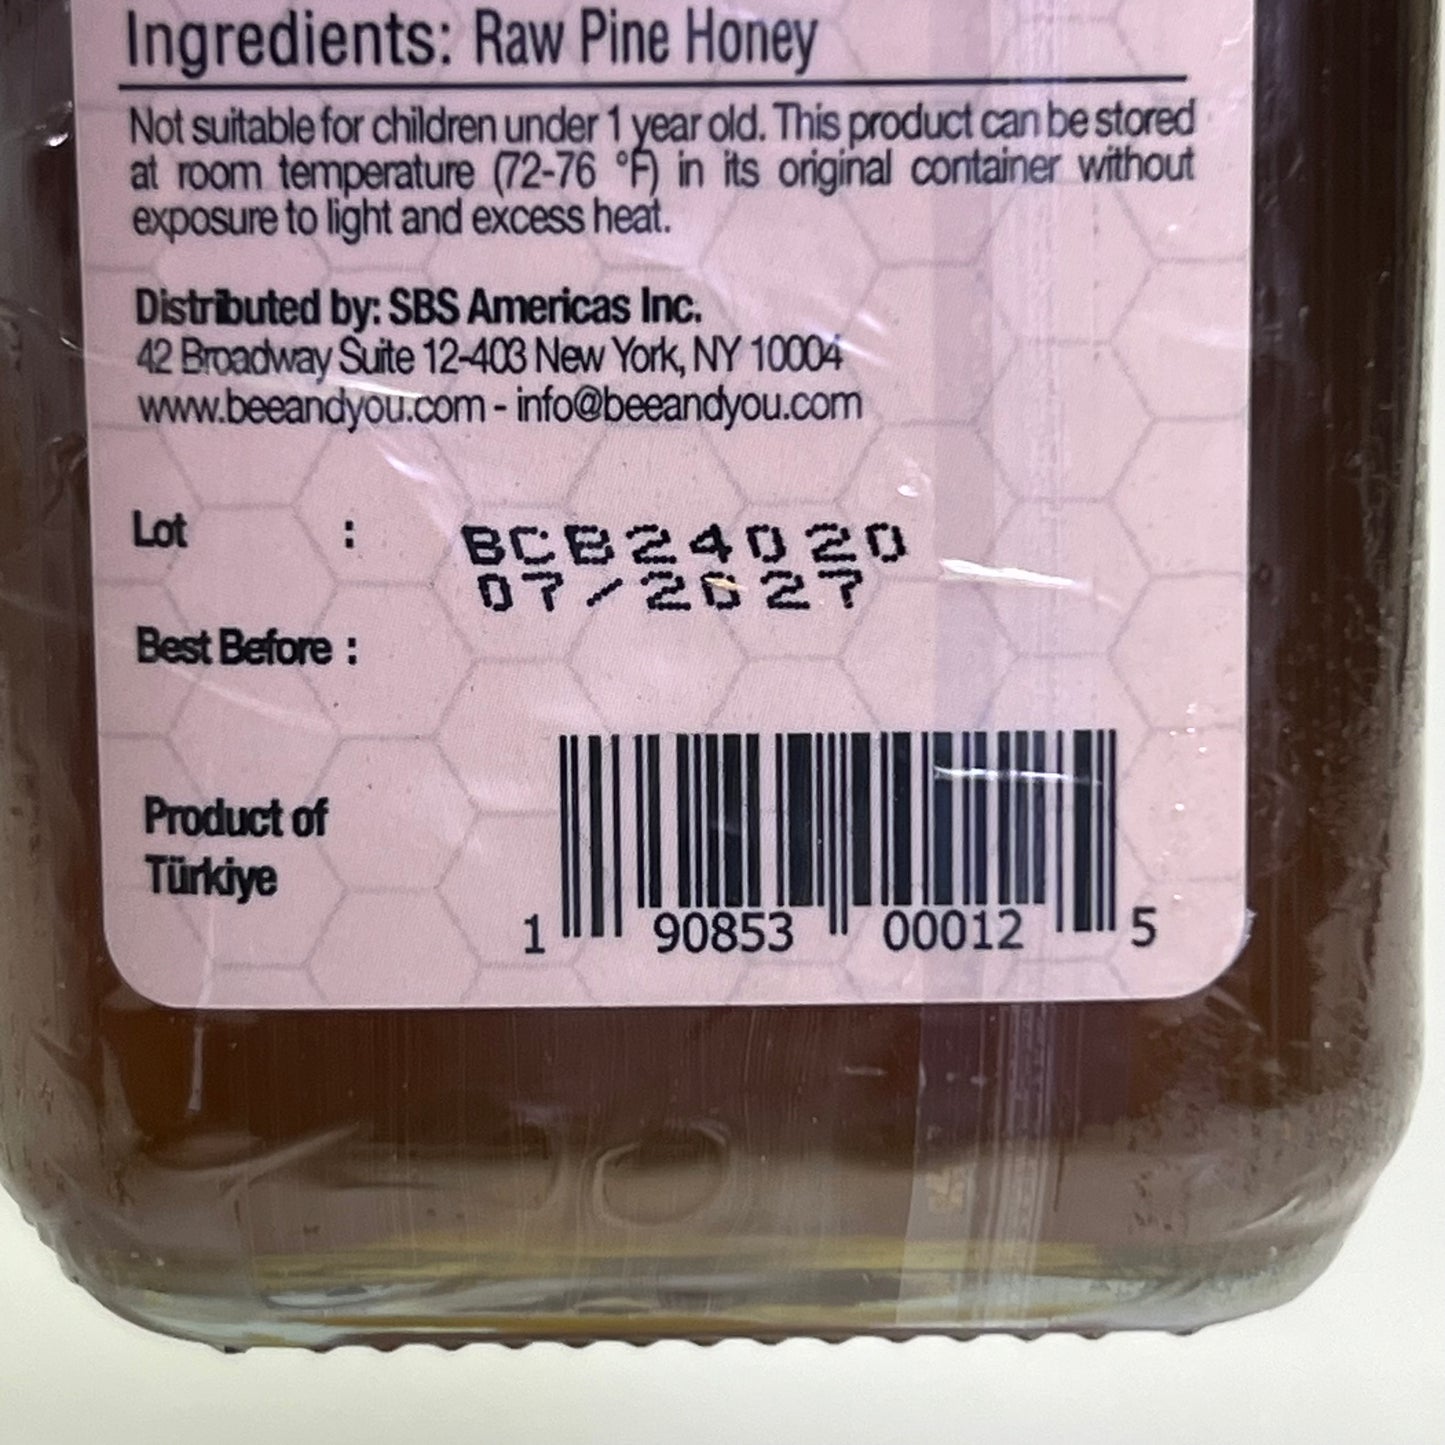 Ingredients: Raw Pine Honey
Not suitable for children under 1 year old. This product can be stored
at room temperature (72-76 °F) in its original container without
exposure to light and excess heat.
Distributed by: SBS Americas Inc.
42 Broadway Suite 12-403 New York, NY 10004
www.beeandyou.com - info@beeandyou.com
Lot : BCB24020
07/2027
Best Before :
Product of
Türkiye
1 90853 00012 5